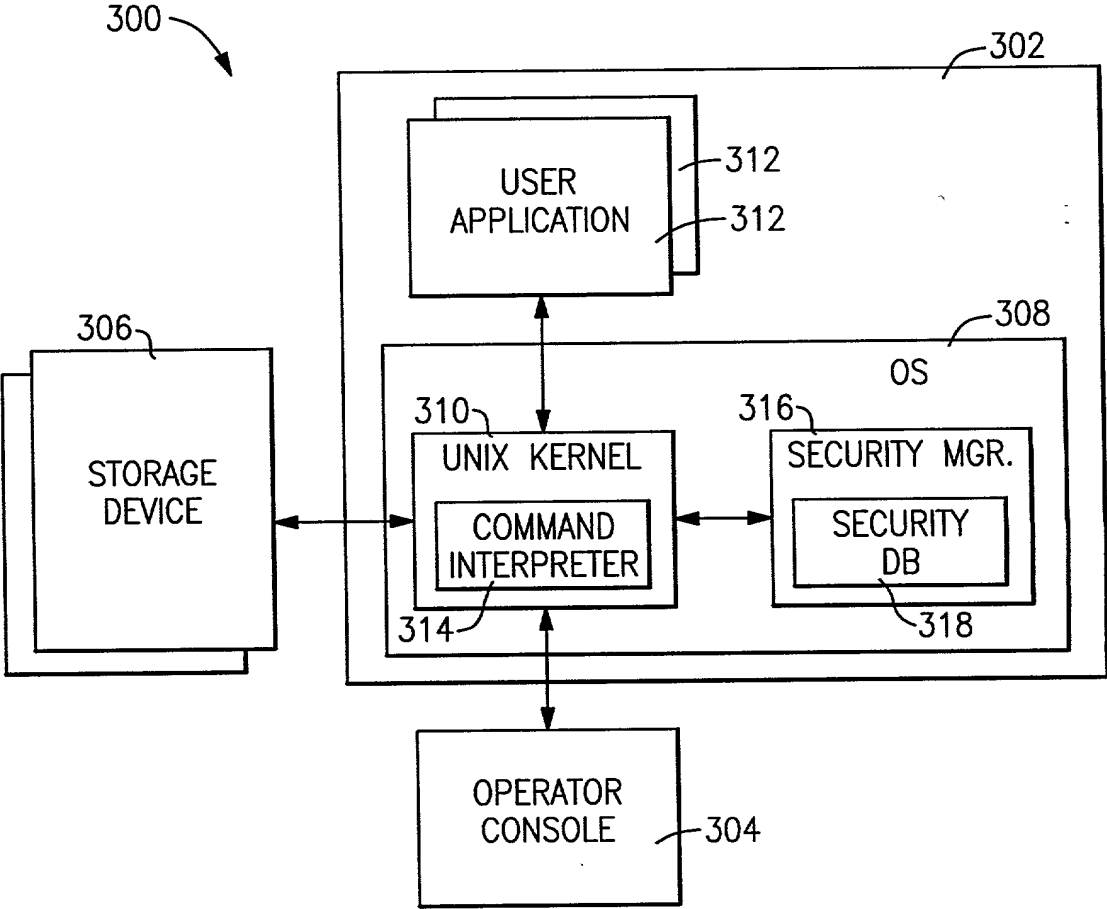 300
302
USER
APPLICATION
312
312
306
308
OS
STORAGE
DEVICE
310
UNIX KERNEL
COMMAND
INTERPRETER
314
316
SECURITY MGR.
SECURITY
DB
318
OPERATOR
CONSOLE
304